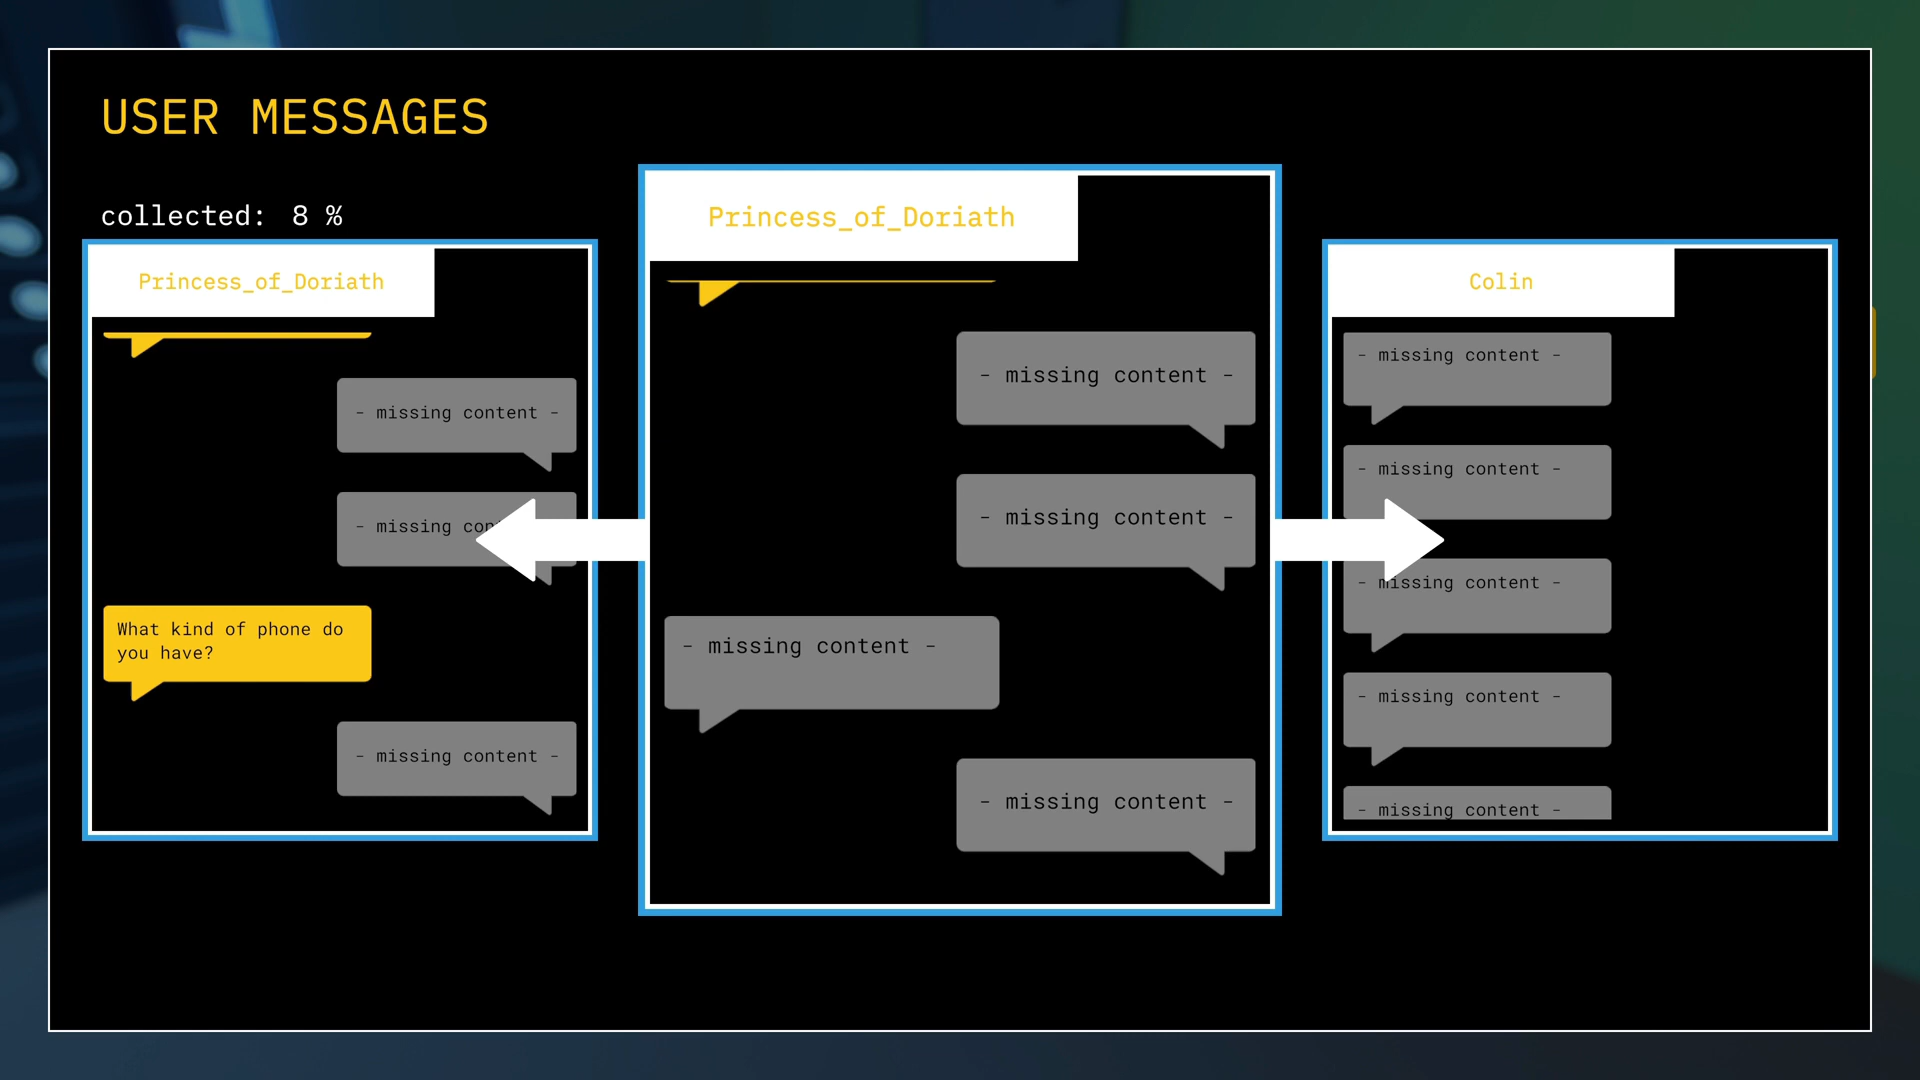 USER MESSAGES
collected: 8 %
Princess_of_Doriath
- missing content -
- missing
What kind of phone do
you have?
- missing content -
Princess_of_Doriath
- missing content -
- missing content -
- missing content -
- missing content -
Colin
- missing content -
- missing content -
- missing content -
- missing content -
- missing content -